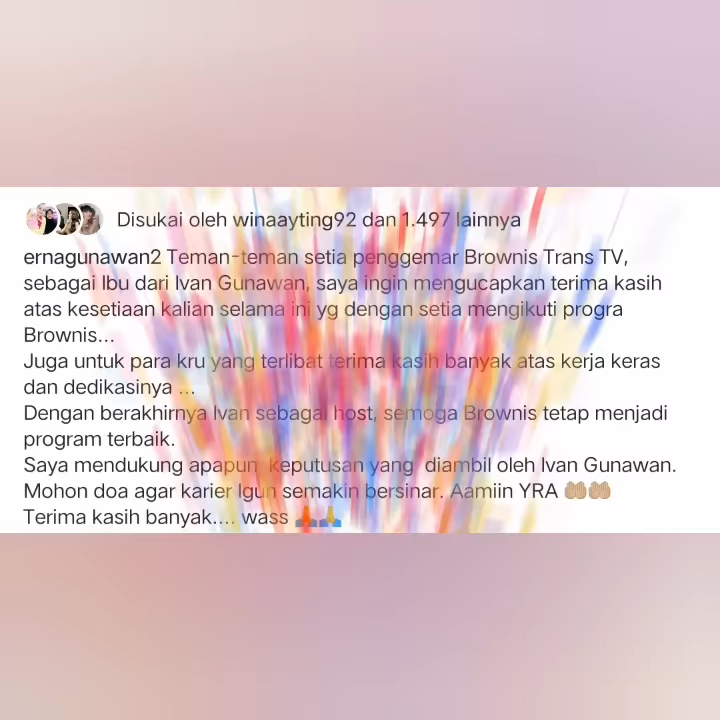 Disukai oleh winaayting92 dan 1.497 lainnya
ernagunawan2 Teman-teman setia penggemar Brownis Trans TV,
sebagai Ibu dari Ivan Gunawan, saya ingin mengucapkan terima kasih
atas kesetiaan kalian selama ini yg dengan setia mengikuti progra
Brownis...
Juga untuk para kru yang terlibat terima kasih banyak atas kerja keras
dan dedikasinya ...
Dengan berakhirnya Ivan sebagai host, semoga Brownis tetap menjadi
program terbaik.
Saya mendukung apapun keputusan yang diambil oleh Ivan Gunawan.
Mohon doa agar karier Igun semakin bersinar. Aamiin YRA 🤲🏼🤲🏼
Terima kasih banyak.... wass 🙏🙏